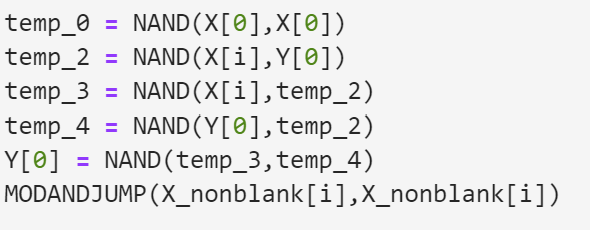 temp_0 = NAND(X[0],X[0])
temp_2 = NAND(X[i],Y[0])
temp_3 = NAND(X[i],temp_2)
temp_4 = NAND(Y[0],temp_2)
Y[0] = NAND(temp_3,temp_4)
MODANDJUMP(X_nonblank[i],X_nonblank[i])